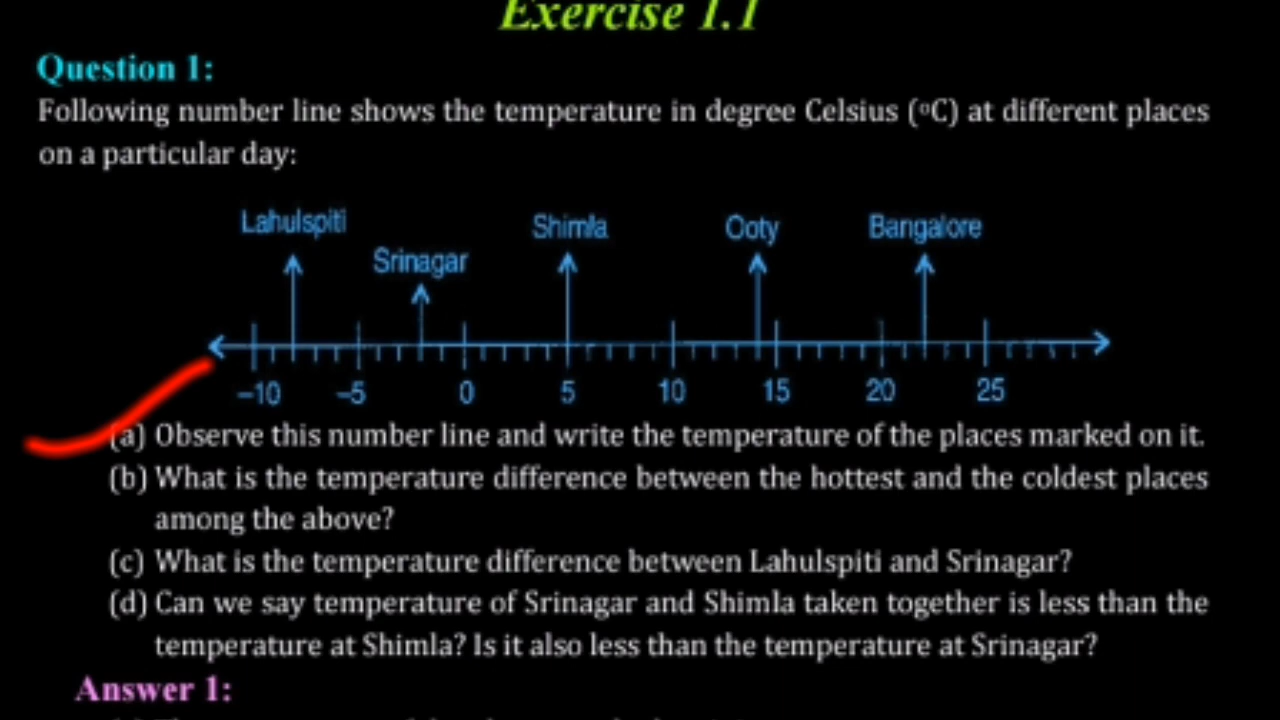 Exercise 1.1
Question 1:
Following number line shows the temperature in degree Celsius (°C) at different places
on a particular day:
Lahulspiti
Srinagar
Shimla
Ooty
Bangalore
–10 –5 0 5 10 15 20 25
(a) Observe this number line and write the temperature of the places marked on it.
(b) What is the temperature difference between the hottest and the coldest places
among the above?
(c) What is the temperature difference between Lahulspiti and Srinagar?
(d) Can we say temperature of Srinagar and Shimla taken together is less than the
temperature at Shimla? Is it also less than the temperature at Srinagar?
Answer 1: